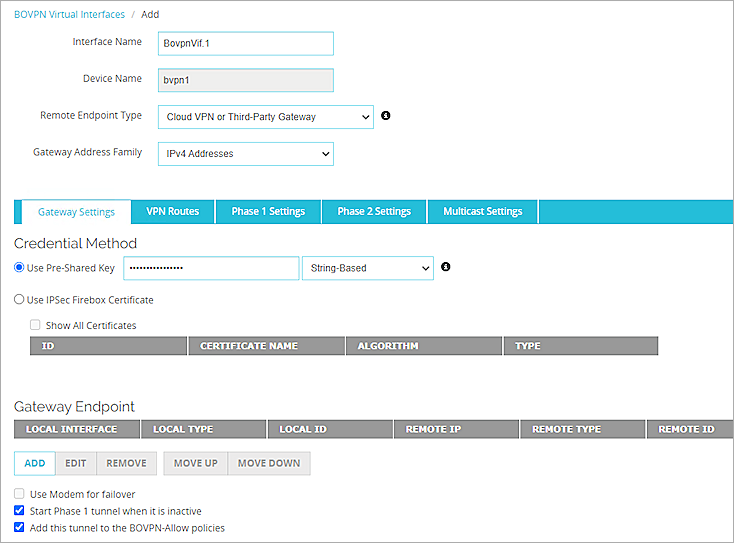 BOVPN Virtual Interfaces / Add
Interface Name BovpnVif.1
Device Name bvpn1
Remote Endpoint Type Cloud VPN or Third-Party Gateway
Gateway Address Family IPv4 Addresses
Gateway Settings VPN Routes Phase 1 Settings Phase 2 Settings Multicast Settings
Credential Method
Use Pre-Shared Key •••••••••••••••• String-Based
Use IPSec Firebox Certificate
Show All Certificates
ID CERTIFICATE NAME ALGORITHM TYPE
Gateway Endpoint
LOCAL INTERFACE LOCAL TYPE LOCAL ID REMOTE IP REMOTE TYPE REMOTE ID
ADD EDIT REMOVE MOVE UP MOVE DOWN
Use Modem for failover
Start Phase 1 tunnel when it is inactive
Add this tunnel to the BOVPN-Allow policies